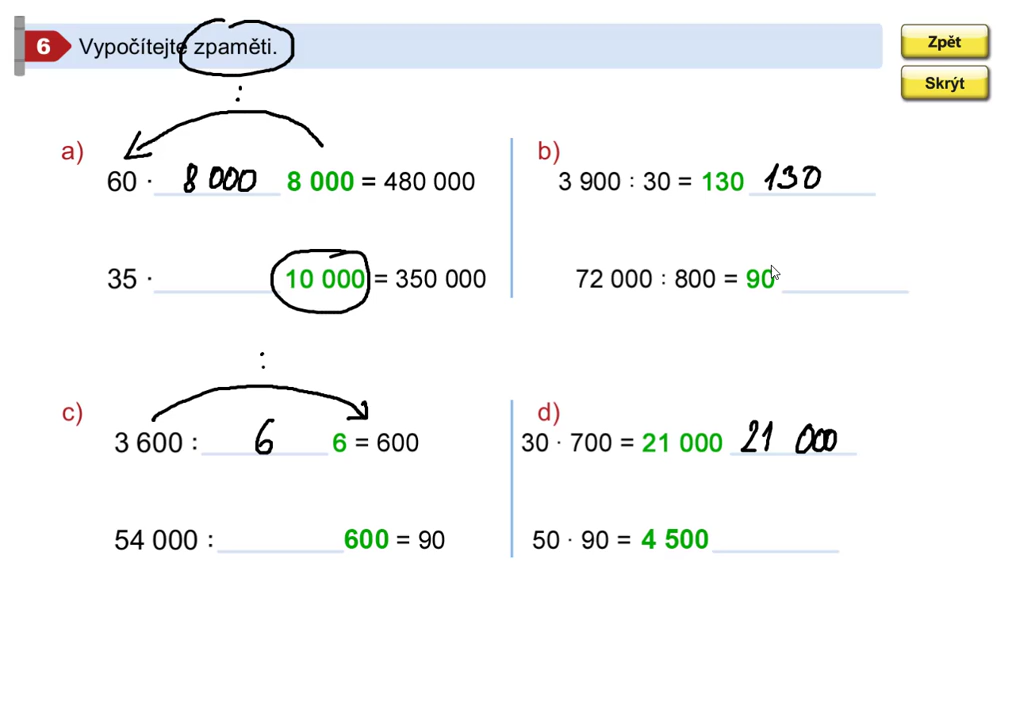 6 Vypočítejte zpaměti.
Zpět
Skrýt
:
a)
60 · 8 000 8 000 = 480 000
35 · 10 000 = 350 000
b)
3 900 : 30 = 130 130
72 000 : 800 = 90
:
c)
3 600 : 6 6 = 600
54 000 : 600 = 90
d)
30 · 700 = 21 000 21 000
50 · 90 = 4 500